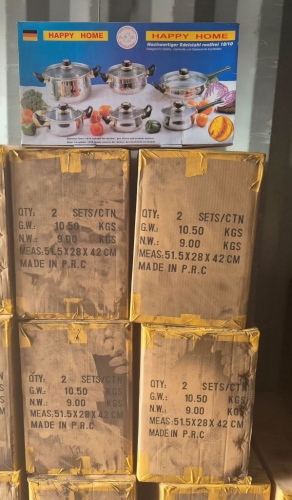 HAPPY HOME
HAPPY HOME
Hochwertiger Edelstahl rostfrei 18/10
QTY: 2 SETS/CTN
G.W.: 10.50 KGS
N.W.: 9.00 KGS
MEAS:51.5X28X42CM
MADE IN P.R.C
QTY: 2 SETS/CTN
G.W.: 10.50 KGS
N.W.: 9.00 KGS
MEAS:51.5X28X42CM
MADE IN P.R.C
QTY: 2 SETS/CTN
G.W.: 10.50 KGS
N.W.: 9.00 KGS
MEAS:51.5X28X42CM
MADE IN P.R.C
QTY: 2 SETS/CTN
G.W.: 10.50 KGS
N.W.: 9.00 KGS
MEAS:51.5X28X42CM
MADE IN P.R.C